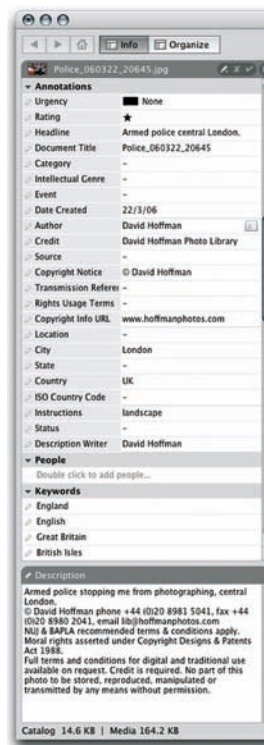 Info Organize
Police_060322_20645.jpg
Annotations
Urgency None
Rating ★
Headline Armed police central London.
Document Title Police_060322_20645
Category –
Intellectual Genre –
Event –
Date Created 22/3/06
Author David Hoffman
Credit David Hoffman Photo Library
Source –
Copyright Notice © David Hoffman
Transmission Referen –
Rights Usage Terms –
Copyright Info URL www.hoffmanphotos.com
Location –
City London
State –
Country UK
ISO Country Code –
Instructions landscape
Status –
Description Writer David Hoffman
People
Double click to add people...
Keywords
England
English
Great Britain
British Isles
Description
Armed police stopping me from photographing, central
London.
© David Hoffman phone +44 (0)20 8981 5041, fax +44
(0)20 8980 2041, email lib@hoffmanphotos.com
NUJ & BAPLA recommended terms & conditions apply.
Moral rights asserted under Copyright Designs & Patents
Act 1988.
Full terms and conditions for digital and traditional use
available on request. Credit is required. No part of this
photo to be stored, reproduced, manipulated or
transmitted by any means without permission.
Catalog 14.6 KB | Media 164.2 KB